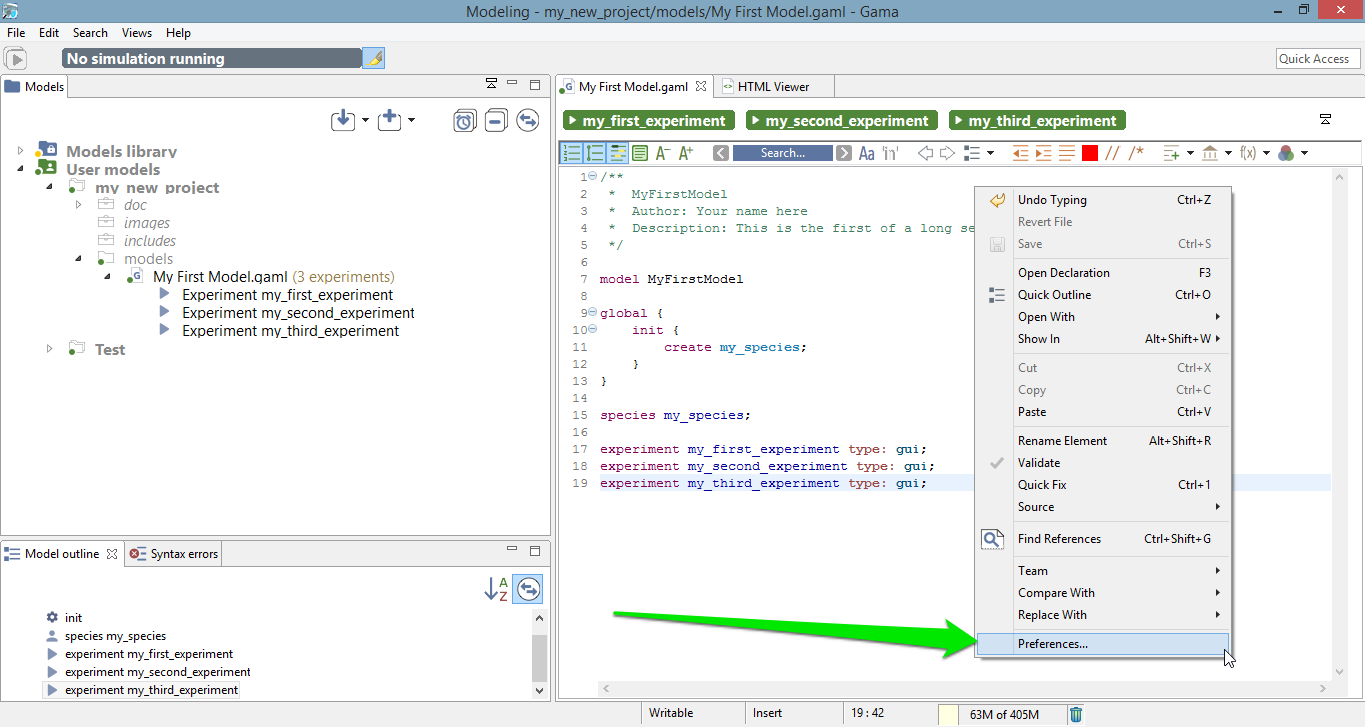 Modeling - my_new_project/models/My First Model.gaml - Gama
File Edit Search Views Help
No simulation running
Quick Access
Models
Models library
User models
my_new_project
doc
images
includes
models
My First Model.gaml (3 experiments)
Experiment my_first_experiment
Experiment my_second_experiment
Experiment my_third_experiment
Test
Model outline
Syntax errors
A
Z
init
species my_species
experiment my_first_experiment
experiment my_second_experiment
experiment my_third_experiment
My First Model.gaml
HTML Viewer
my_first_experiment my_second_experiment my_third_experiment
A⁻ A⁺ Search... Aa 'n' // /* f(x)
1 /**
2 * MyFirstModel
3 * Author: Your name here
4 * Description: This is the first of a long se
5 */
6
7 model MyFirstModel
8
9 global {
10 init {
11 create my_species;
12 }
13 }
14
15 species my_species;
16
17 experiment my_first_experiment type: gui;
18 experiment my_second_experiment type: gui;
19 experiment my_third_experiment type: gui;
Undo Typing Ctrl+Z
Revert File
Save Ctrl+S
Open Declaration F3
Quick Outline Ctrl+O
Open With
Show In Alt+Shift+W
Cut Ctrl+X
Copy Ctrl+C
Paste Ctrl+V
Rename Element Alt+Shift+R
Validate
Quick Fix Ctrl+1
Source
Find References Ctrl+Shift+G
Team
Compare With
Replace With
Preferences...
Writable Insert 19 : 42 63M of 405M